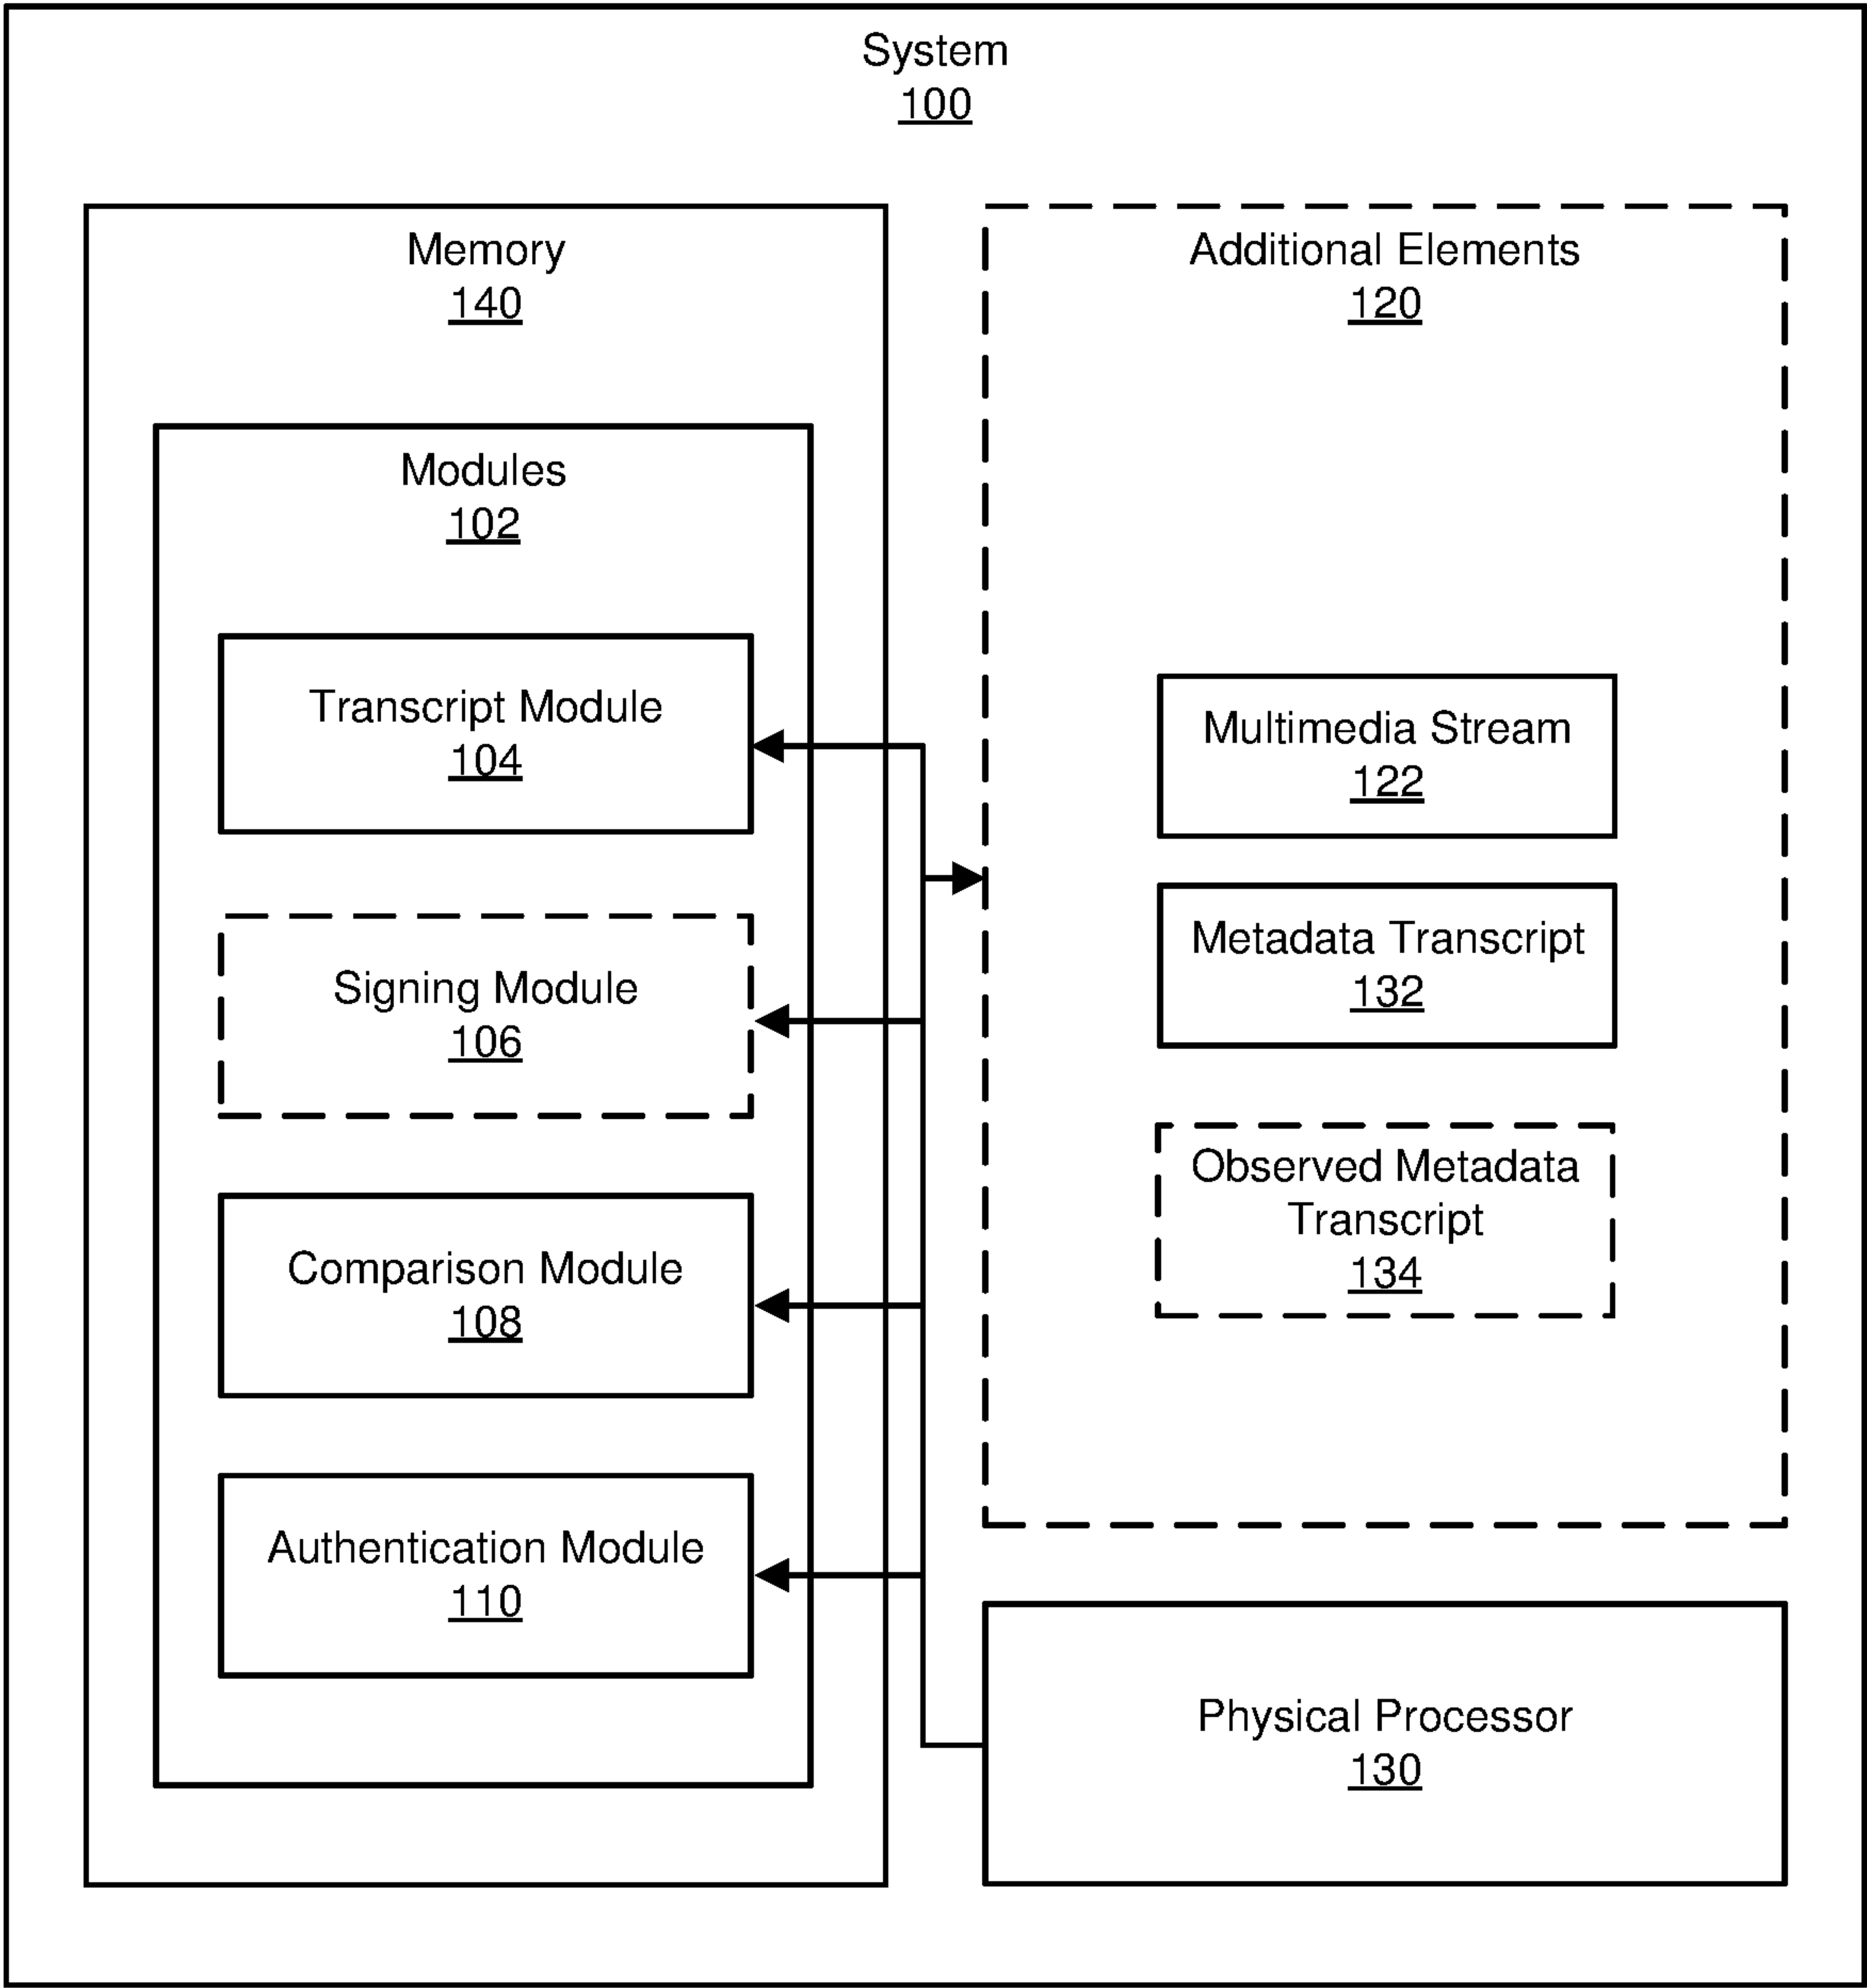 System
100
Memory
140
Modules
102
Transcript Module
104
Signing Module
106
Comparison Module
108
Authentication Module
110
Additional Elements
120
Multimedia Stream
122
Metadata Transcript
132
Observed Metadata
Transcript
134
Physical Processor
130